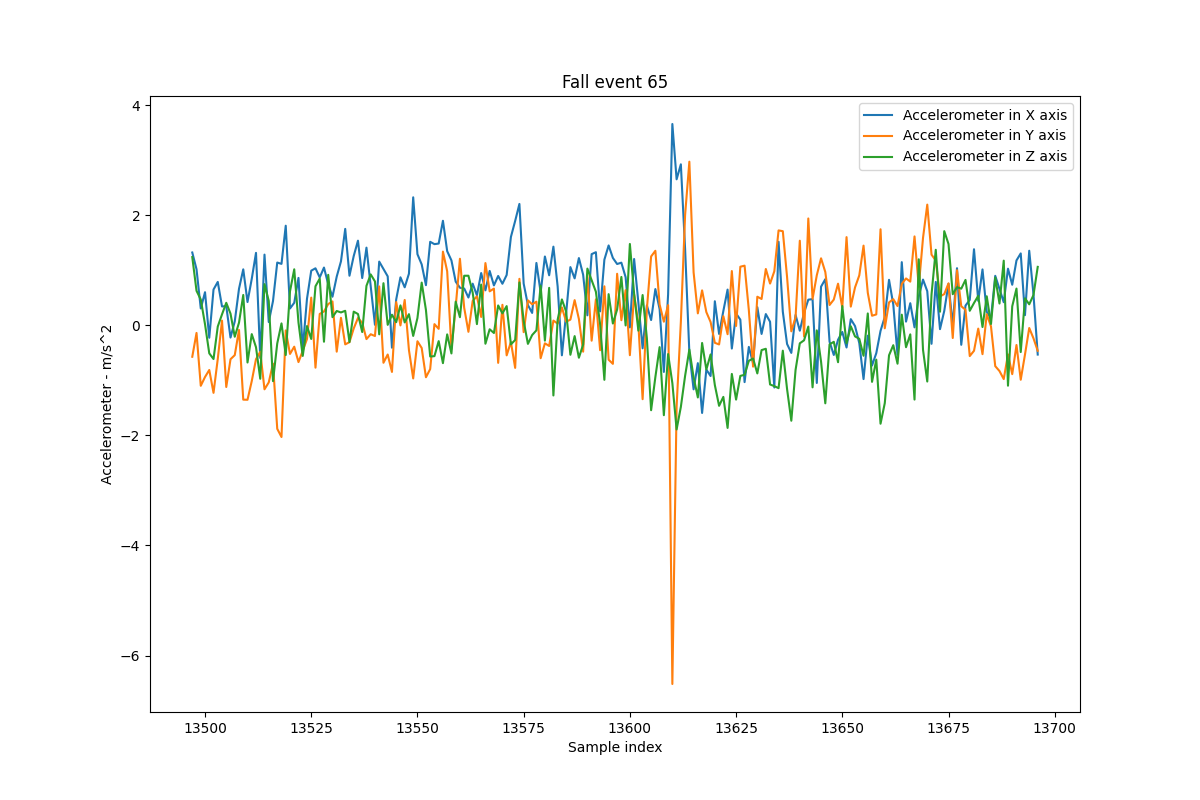 Fall event 65
Accelerometer in X axis
Accelerometer in Y axis
Accelerometer in Z axis
4
2
0
−2
−4
−6
Accelerometer - m/s^2
13500 13525 13550 13575 13600 13625 13650 13675 13700
Sample index